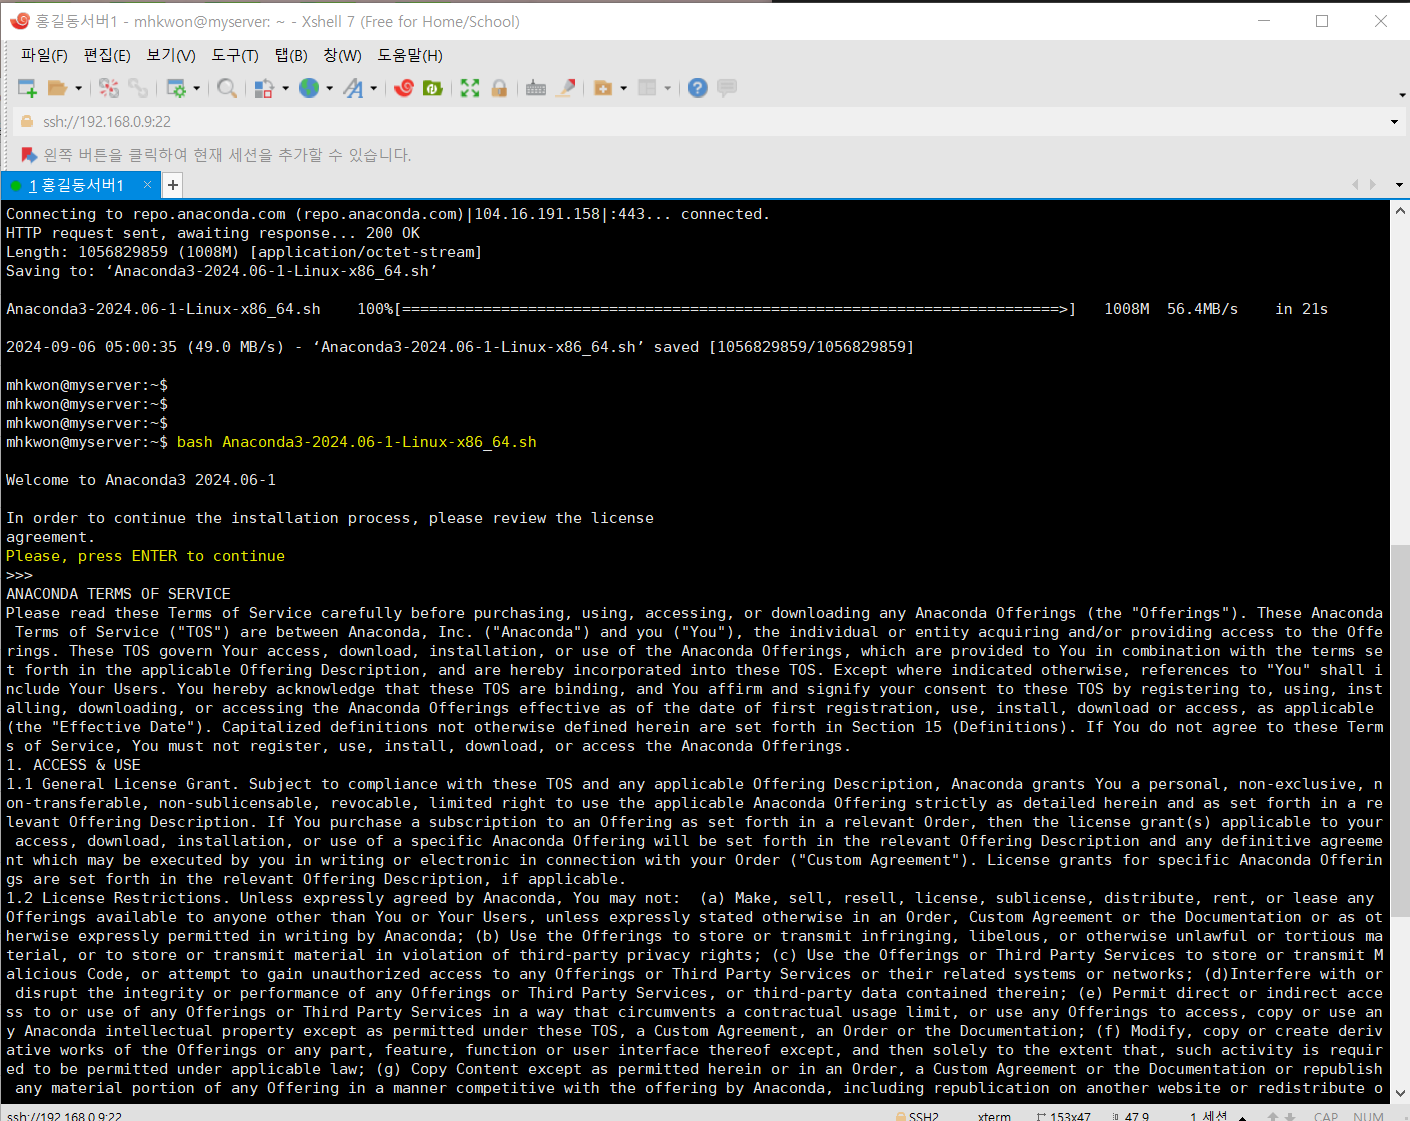 홍길동서버1 - mhkwon@myserver: ~ - Xshell 7 (Free for Home/School)
파일(F) 편집(E) 보기(V) 도구(T) 탭(B) 창(W) 도움말(H)
ssh://192.168.0.9:22
왼쪽 버튼을 클릭하여 현재 세션을 추가할 수 있습니다.
1 홍길동서버1 × +
Connecting to repo.anaconda.com (repo.anaconda.com)|104.16.191.158|:443... connected.
HTTP request sent, awaiting response... 200 OK
Length: 1056829859 (1008M) [application/octet-stream]
Saving to: ‘Anaconda3-2024.06-1-Linux-x86_64.sh’
Anaconda3-2024.06-1-Linux-x86_64.sh    100%[=========================================================================>]   1008M  56.4MB/s    in 21s
2024-09-06 05:00:35 (49.0 MB/s) - ‘Anaconda3-2024.06-1-Linux-x86_64.sh’ saved [1056829859/1056829859]
mhkwon@myserver:~$
mhkwon@myserver:~$
mhkwon@myserver:~$
mhkwon@myserver:~$ bash Anaconda3-2024.06-1-Linux-x86_64.sh
Welcome to Anaconda3 2024.06-1
In order to continue the installation process, please review the license
agreement.
Please, press ENTER to continue
>>>
ANACONDA TERMS OF SERVICE
Please read these Terms of Service carefully before purchasing, using, accessing, or downloading any Anaconda Offerings (the "Offerings"). These Anaconda
 Terms of Service ("TOS") are between Anaconda, Inc. ("Anaconda") and you ("You"), the individual or entity acquiring and/or providing access to the Offe
rings. These TOS govern Your access, download, installation, or use of the Anaconda Offerings, which are provided to You in combination with the terms se
t forth in the applicable Offering Description, and are hereby incorporated into these TOS. Except where indicated otherwise, references to "You" shall i
nclude Your Users. You hereby acknowledge that these TOS are binding, and You affirm and signify your consent to these TOS by registering to, using, inst
alling, downloading, or accessing the Anaconda Offerings effective as of the date of first registration, use, install, download or access, as applicable
(the "Effective Date"). Capitalized definitions not otherwise defined herein are set forth in Section 15 (Definitions). If You do not agree to these Term
s of Service, You must not register, use, install, download, or access the Anaconda Offerings.
1. ACCESS & USE
1.1 General License Grant. Subject to compliance with these TOS and any applicable Offering Description, Anaconda grants You a personal, non-exclusive, n
on-transferable, non-sublicensable, revocable, limited right to use the applicable Anaconda Offering strictly as detailed herein and as set forth in a re
levant Offering Description. If You purchase a subscription to an Offering as set forth in a relevant Order, then the license grant(s) applicable to your
 access, download, installation, or use of a specific Anaconda Offering will be set forth in the relevant Offering Description and any definitive agreeme
nt which may be executed by you in writing or electronic in connection with your Order ("Custom Agreement"). License grants for specific Anaconda Offerin
gs are set forth in the relevant Offering Description, if applicable.
1.2 License Restrictions. Unless expressly agreed by Anaconda, You may not:  (a) Make, sell, resell, license, sublicense, distribute, rent, or lease any
Offerings available to anyone other than You or Your Users, unless expressly stated otherwise in an Order, Custom Agreement or the Documentation or as ot
herwise expressly permitted in writing by Anaconda; (b) Use the Offerings to store or transmit infringing, libelous, or otherwise unlawful or tortious ma
terial, or to store or transmit material in violation of third-party privacy rights; (c) Use the Offerings or Third Party Services to store or transmit M
alicious Code, or attempt to gain unauthorized access to any Offerings or Third Party Services or their related systems or networks; (d)Interfere with or
 disrupt the integrity or performance of any Offerings or Third Party Services, or third-party data contained therein; (e) Permit direct or indirect acce
ss to or use of any Offerings or Third Party Services in a way that circumvents a contractual usage limit, or use any Offerings to access, copy or use an
y Anaconda intellectual property except as permitted under these TOS, a Custom Agreement, an Order or the Documentation; (f) Modify, copy or create deriv
ative works of the Offerings or any part, feature, function or user interface thereof except, and then solely to the extent that, such activity is requir
ed to be permitted under applicable law; (g) Copy Content except as permitted herein or in an Order, a Custom Agreement or the Documentation or republish
 any material portion of any Offering in a manner competitive with the offering by Anaconda, including republication on another website or redistribute o
ssh://192.168.0.9:22 SSH2 xterm 153x47 47,9 1 세션 CAP NUM